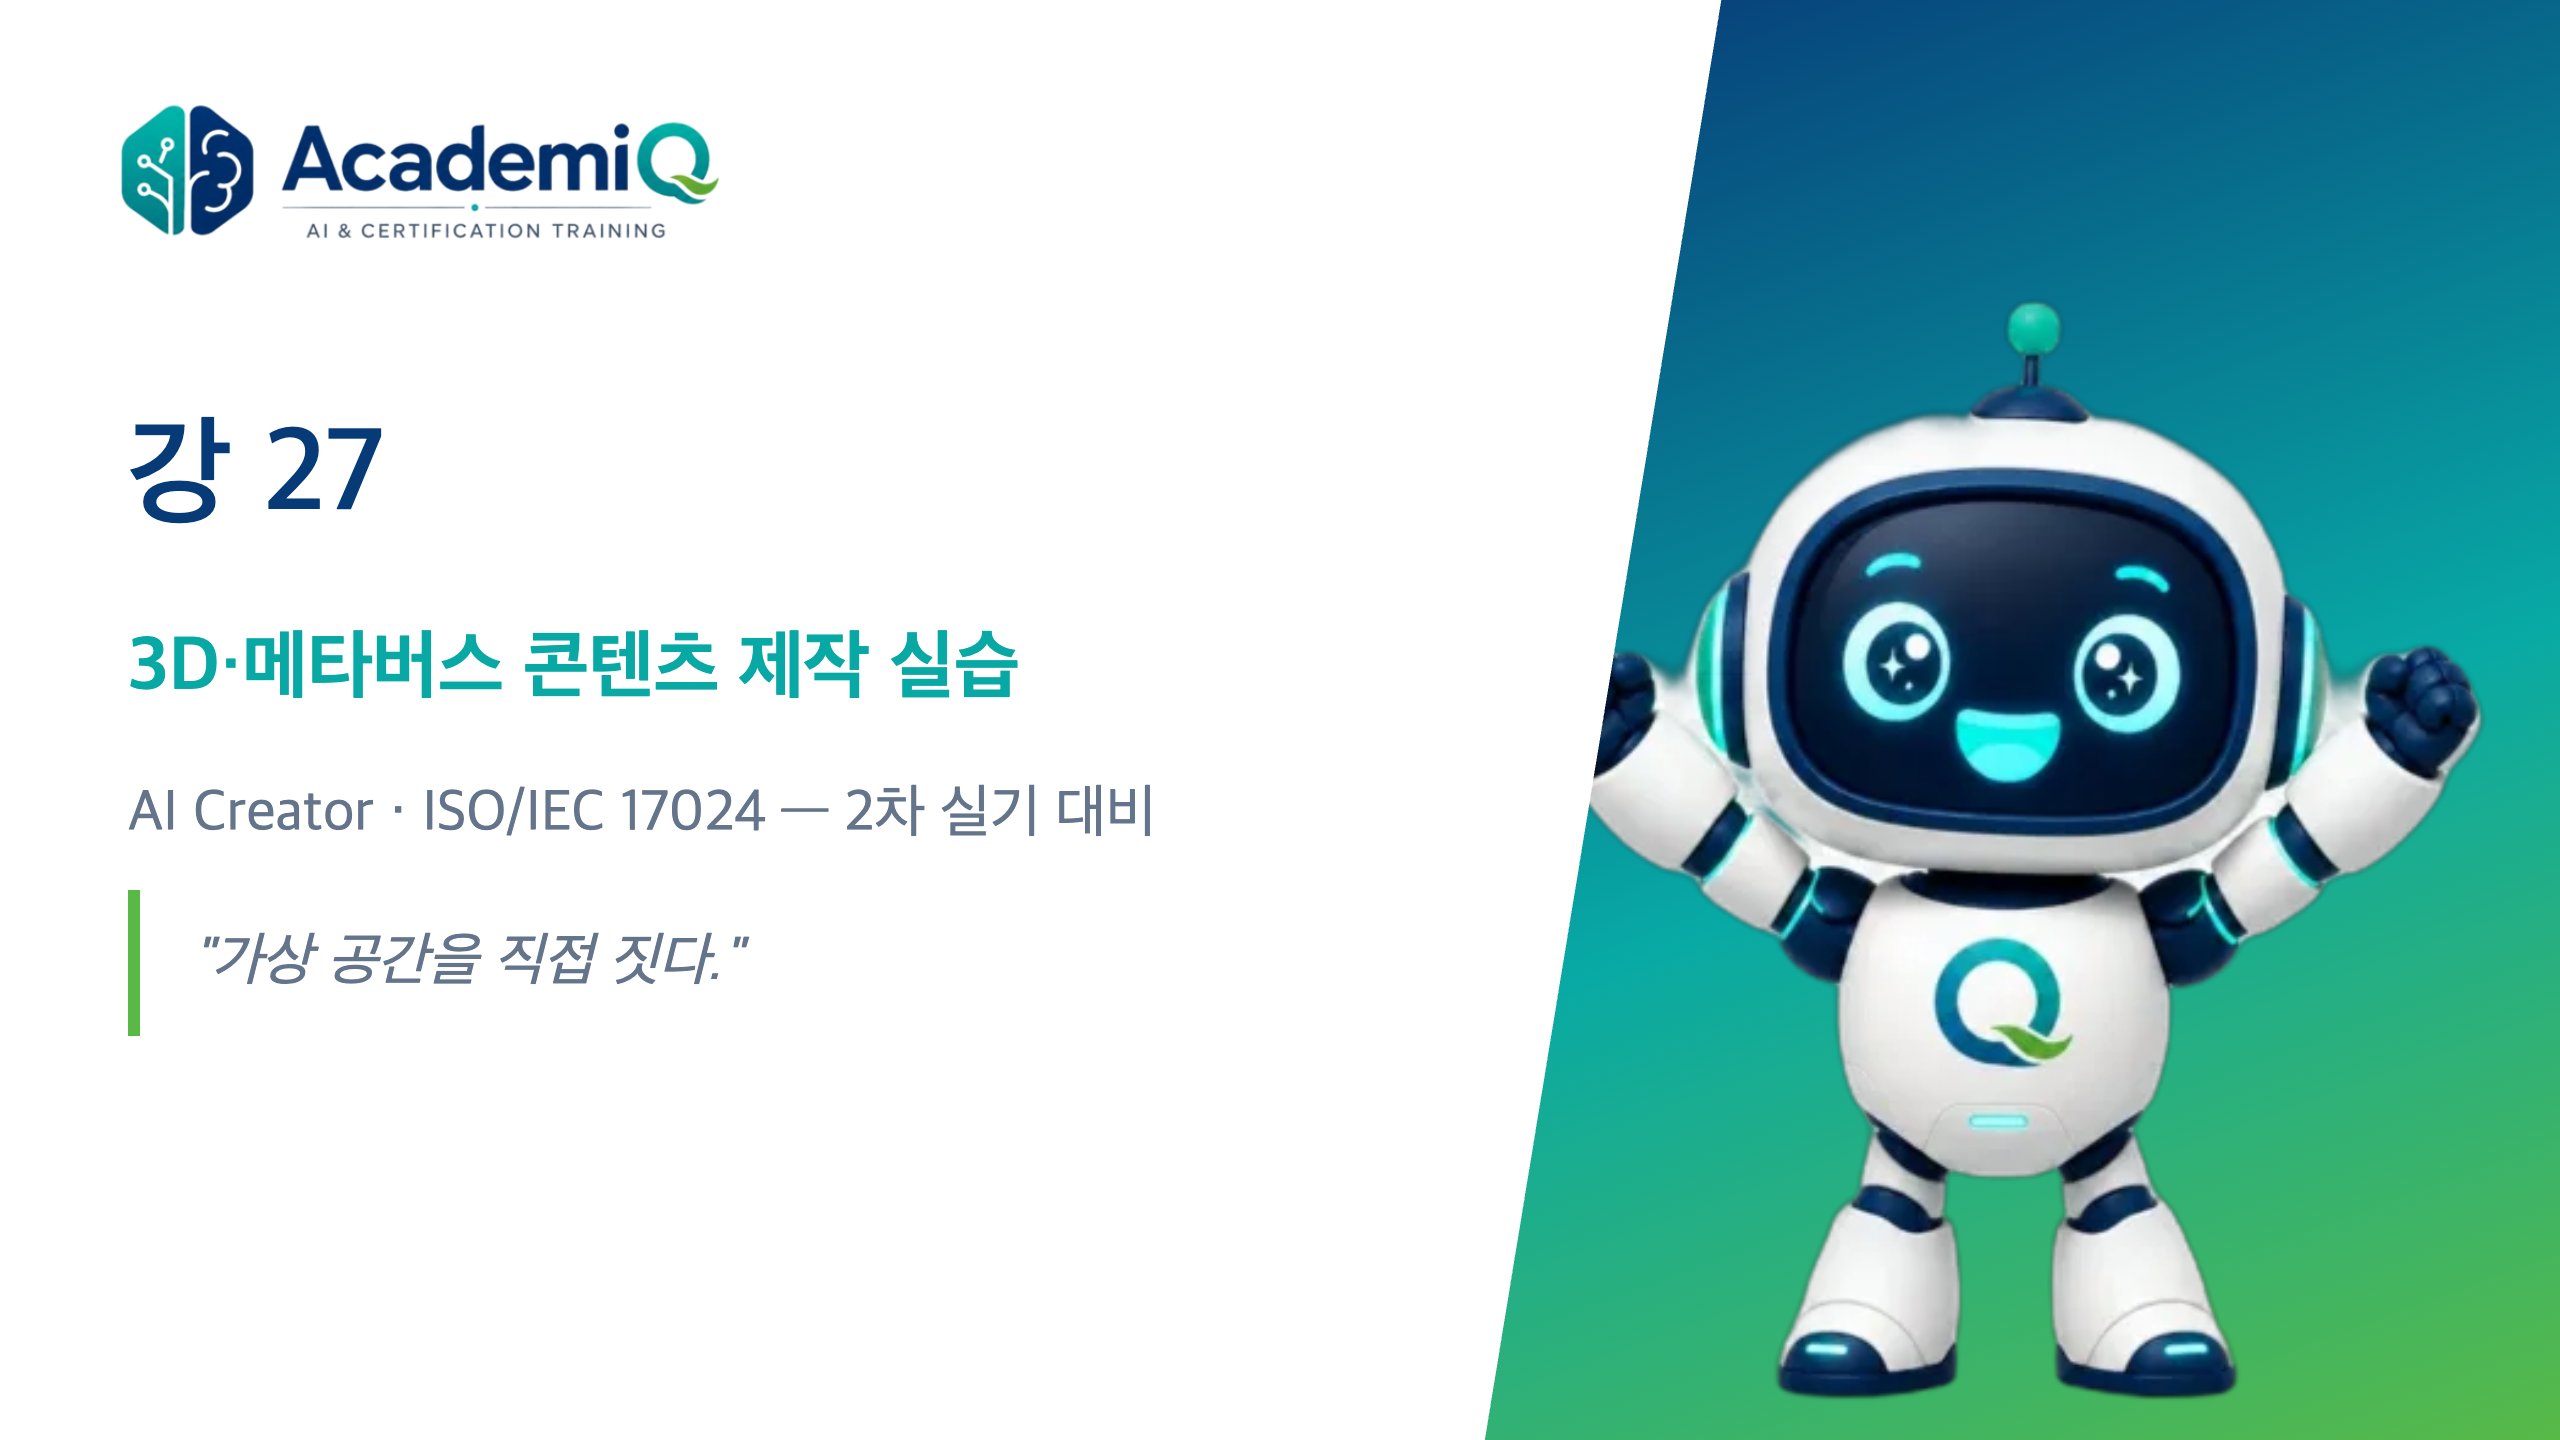 AcademiQ
AI & CERTIFICATION TRAINING
강 27
3D·메타버스 콘텐츠 제작 실습
AI Creator · ISO/IEC 17024 — 2차 실기 대비
"가상 공간을 직접 짓다."
Q